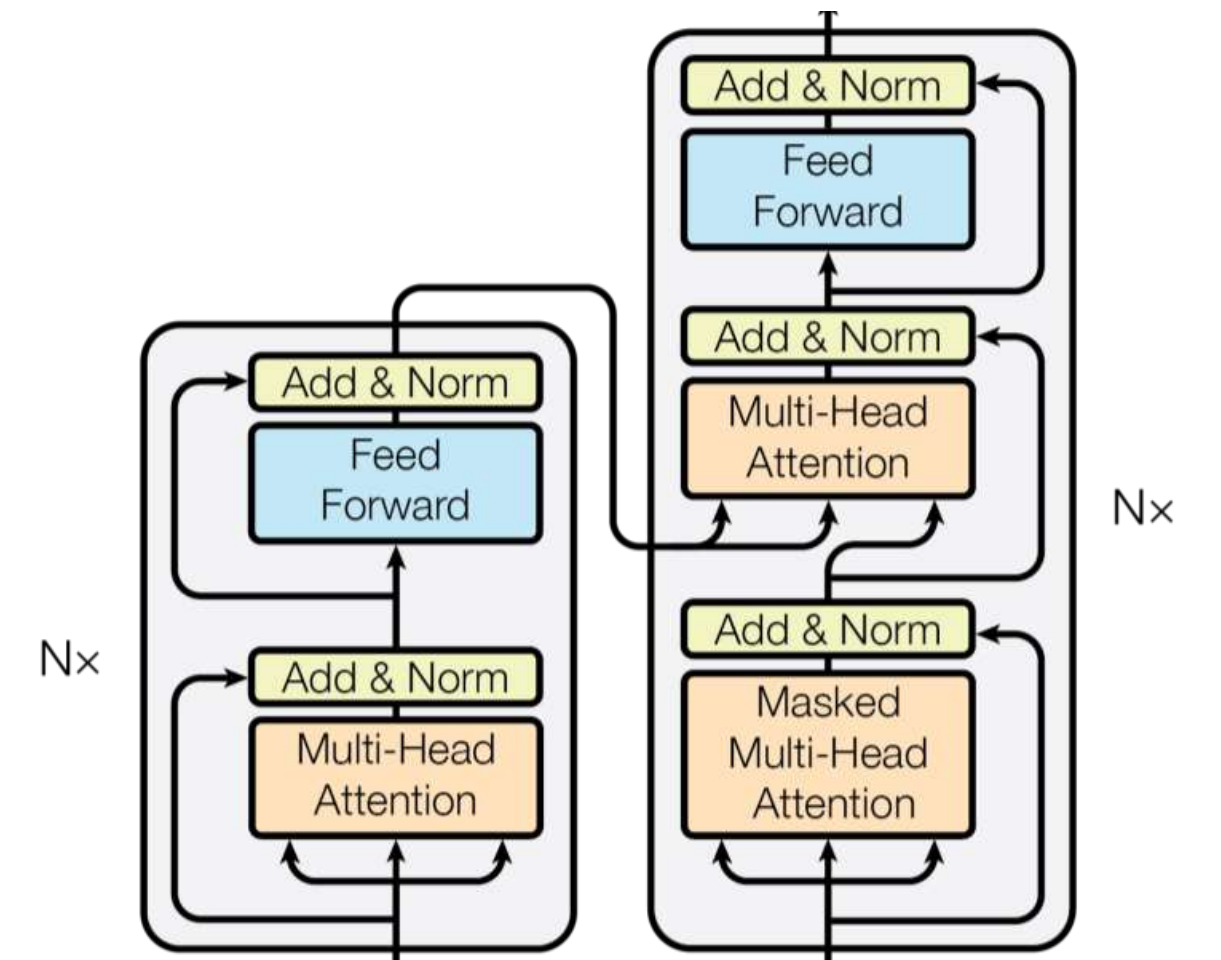 Add & Norm
Feed
Forward
Add & Norm
Multi-Head
Attention
Nx
Add & Norm
Feed
Forward
Add & Norm
Multi-Head
Attention
Add & Norm
Masked
Multi-Head
Attention
Nx